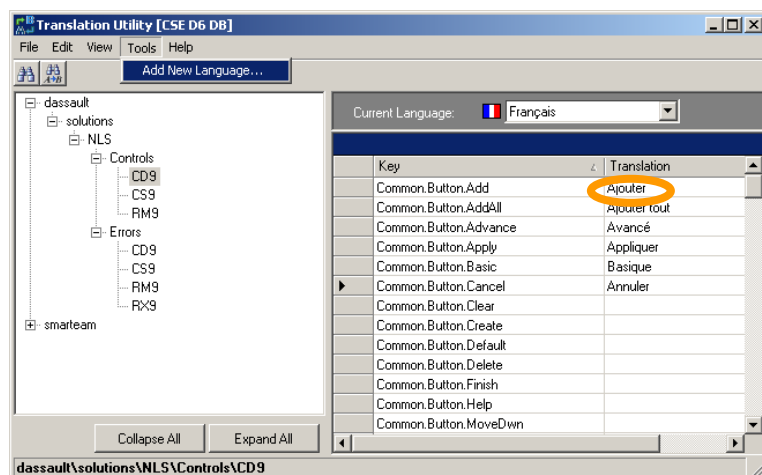 Translation Utility [CSE D6 DB]
File Edit View Tools Help
A+B
Add New Language...
dassault
solutions
NLS
Controls
CD9
CS9
RM9
Errors
CD9
CS9
RM9
RX9
smarteam
Collapse All Expand All
Current Language: Français
Key Translation
Common.Button.Add Ajouter
Common.Button.AddAll Ajouter tout
Common.Button.Advance Avancé
Common.Button.Apply Appliquer
Common.Button.Basic Basique
Common.Button.Cancel Annuler
Common.Button.Clear
Common.Button.Create
Common.Button.Default
Common.Button.Delete
Common.Button.Finish
Common.Button.Help
Common.Button.MoveDwn
dassault\solutions\NLS\Controls\CD9